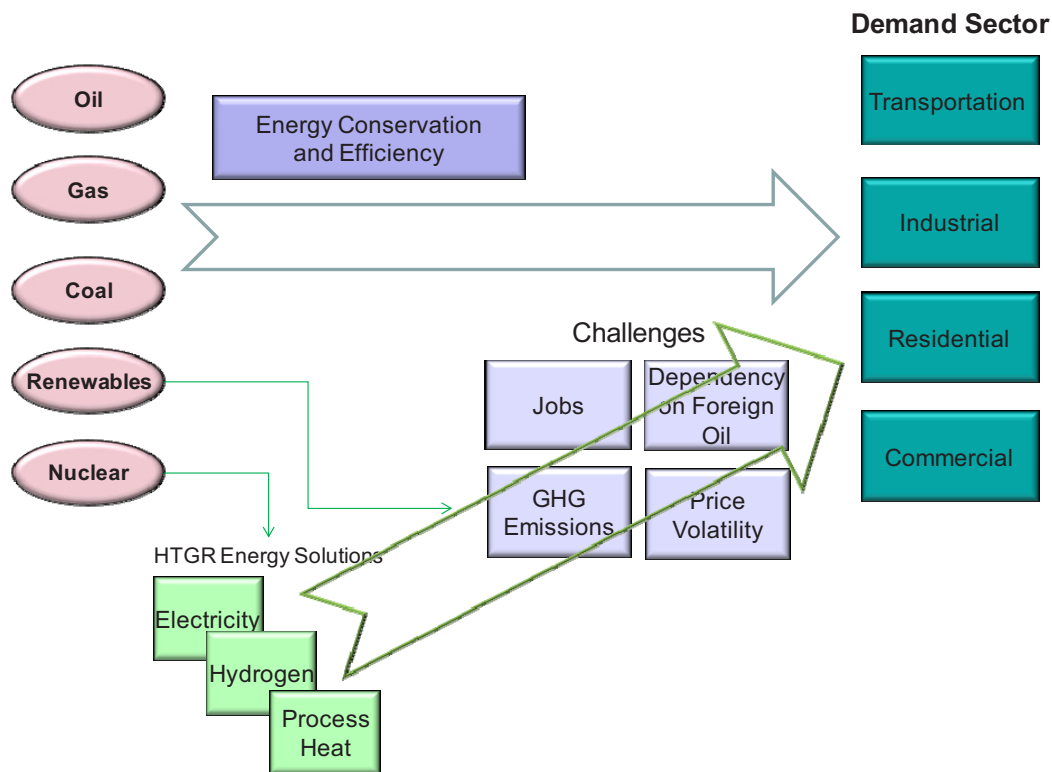 Demand Sector
Oil
Gas
Coal
Renewables
Nuclear
Energy Conservation
and Efficiency
Transportation
Industrial
Residential
Commercial
Challenges
Jobs
Dependency
on Foreign
Oil
GHG
Emissions
Price
Volatility
HTGR Energy Solutions
Electricity
Hydrogen
Process
Heat